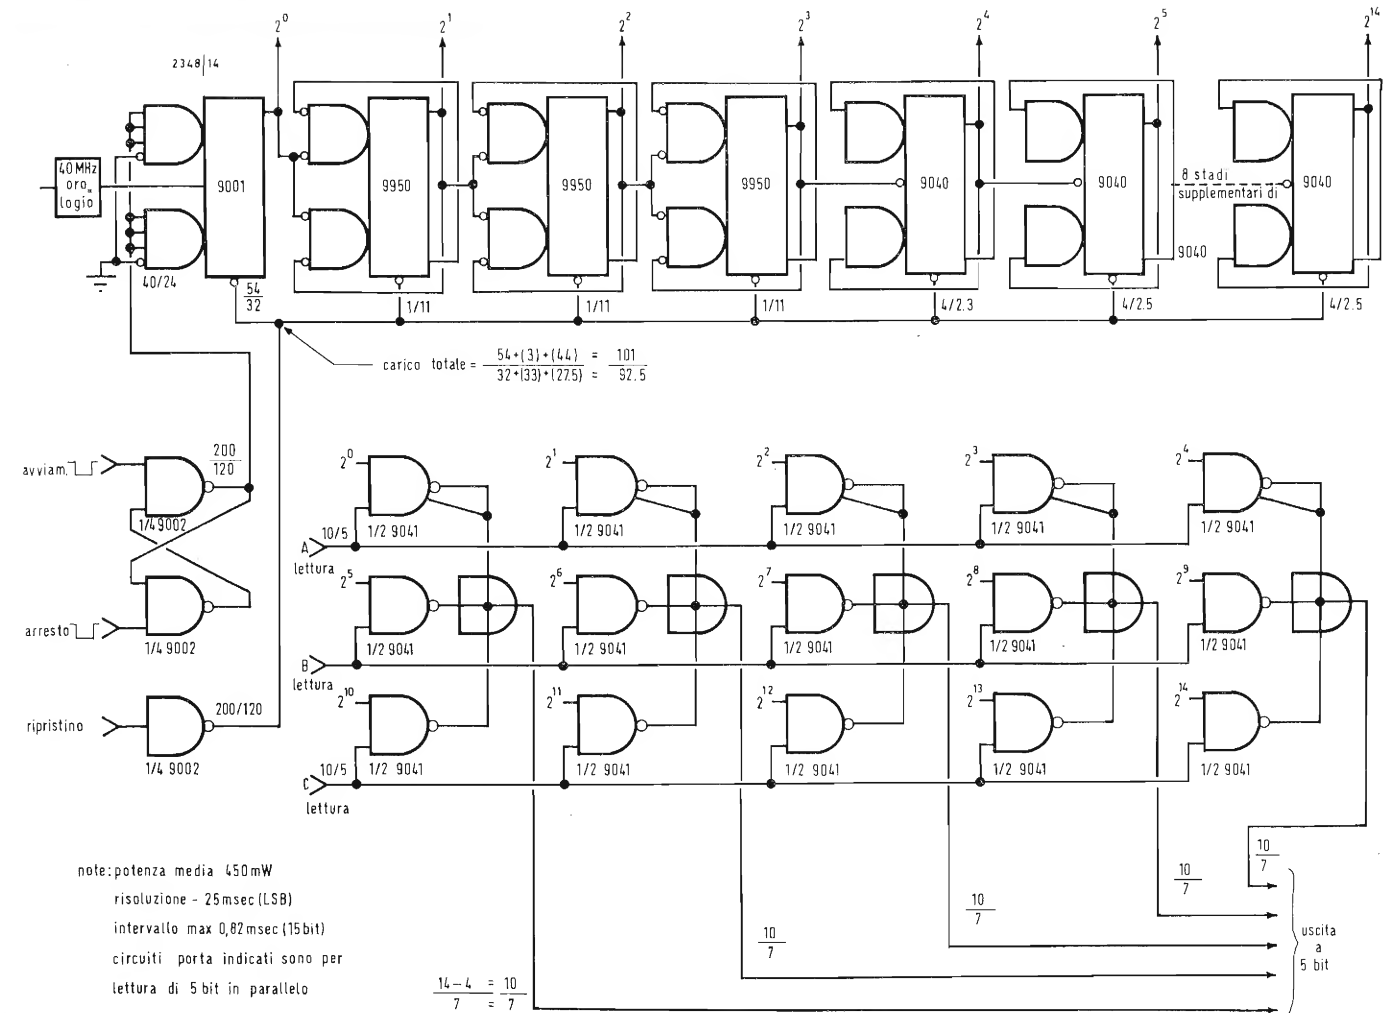 2^0 2^1 2^2 2^3 2^4 2^5 2^14
2348|14
40 MHz
oro_
logio
9001 9950 9950 9950 9040 9040 9040
8 stadi
supplementari di
9040
40/24
54
32
1/11 1/11 1/11 4/2.3 4/2.5 4/2.5
carico totale = 54+(3)+(44) = 101
32+(33)+(27.5) = 92.5
avviam.
200
120
1/4 9002
arresto
1/4 9002
ripristino
200/120
1/4 9002
2^0 2^1 2^2 2^3 2^4
10/5
1/2 9041 1/2 9041 1/2 9041 1/2 9041 1/2 9041
A
lettura
2^5 2^6 2^7 2^8 2^9
1/2 9041 1/2 9041 1/2 9041 1/2 9041 1/2 9041
B
lettura
2^10 2^11 2^12 2^13 2^14
10/5
1/2 9041 1/2 9041 1/2 9041 1/2 9041 1/2 9041
C
lettura
10
7
10
7
10
7
10
7
14-4 = 10
7 = 7
uscita
a
5 bit
note: potenza media 450mW
risoluzione - 25msec (LSB)
intervallo max 0,82msec (15bit)
circuiti porta indicati sono per
lettura di 5 bit in parallelo